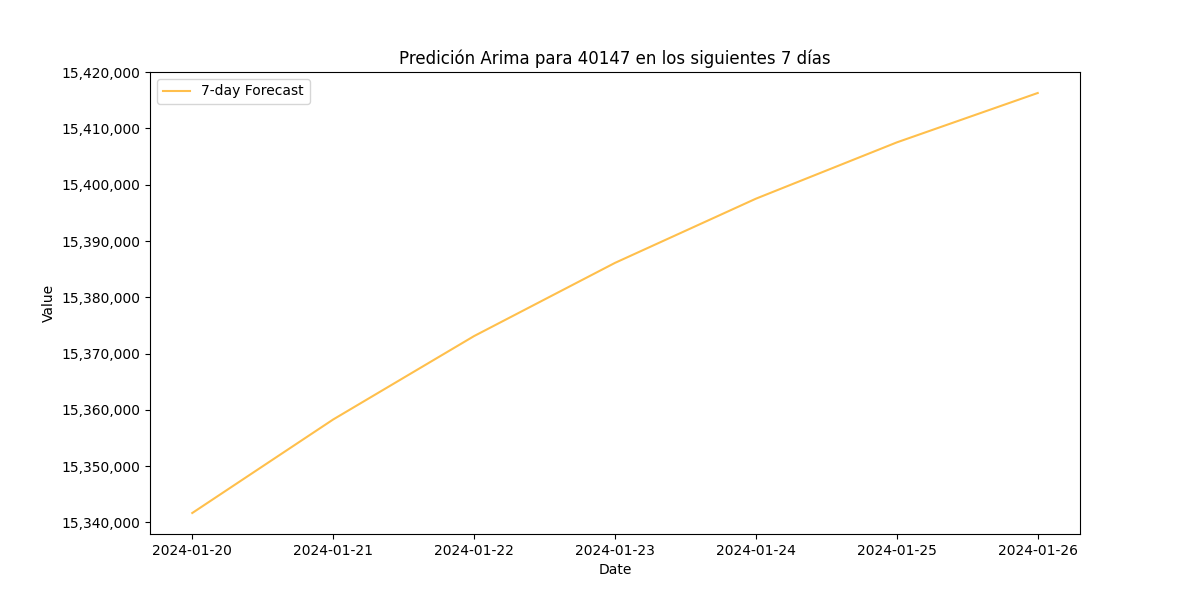 Predición Arima para 40147 en los siguientes 7 días
7-day Forecast
15,420,000
15,410,000
15,400,000
15,390,000
15,380,000
15,370,000
15,360,000
15,350,000
15,340,000
Value
2024-01-20 2024-01-21 2024-01-22 2024-01-23 2024-01-24 2024-01-25 2024-01-26
Date